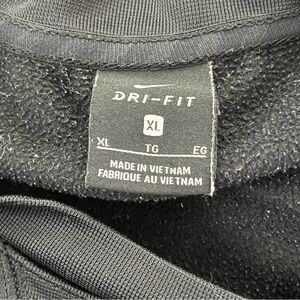 DRI-FIT
XL
XL TG EG
MADE IN VIETNAM
FABRIQUE AU VIETNAM